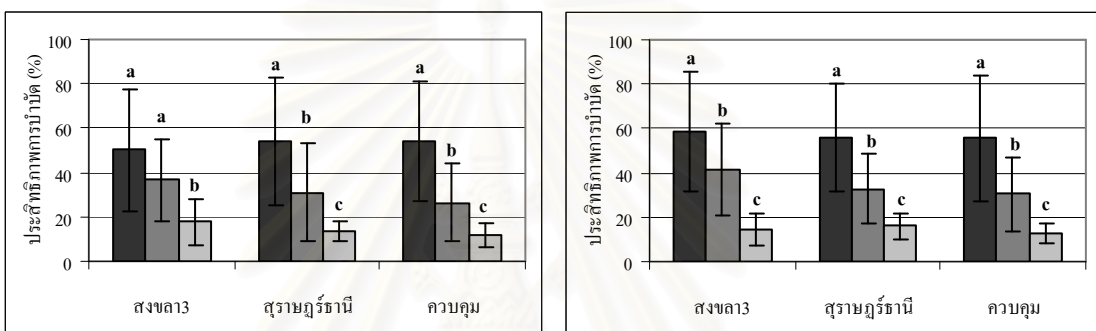 ประสิทธิภาพการบำบัด (%)
100
80
60
40
20
0
a
a
b
a
b
c
a
b
c
สงขลา3
สุราษฎร์ธานี
ควบคุม
ประสิทธิภาพการบำบัด (%)
100
80
60
40
20
0
a
b
c
a
b
c
a
b
c
สงขลา3
สุราษฎร์ธานี
ควบคุม